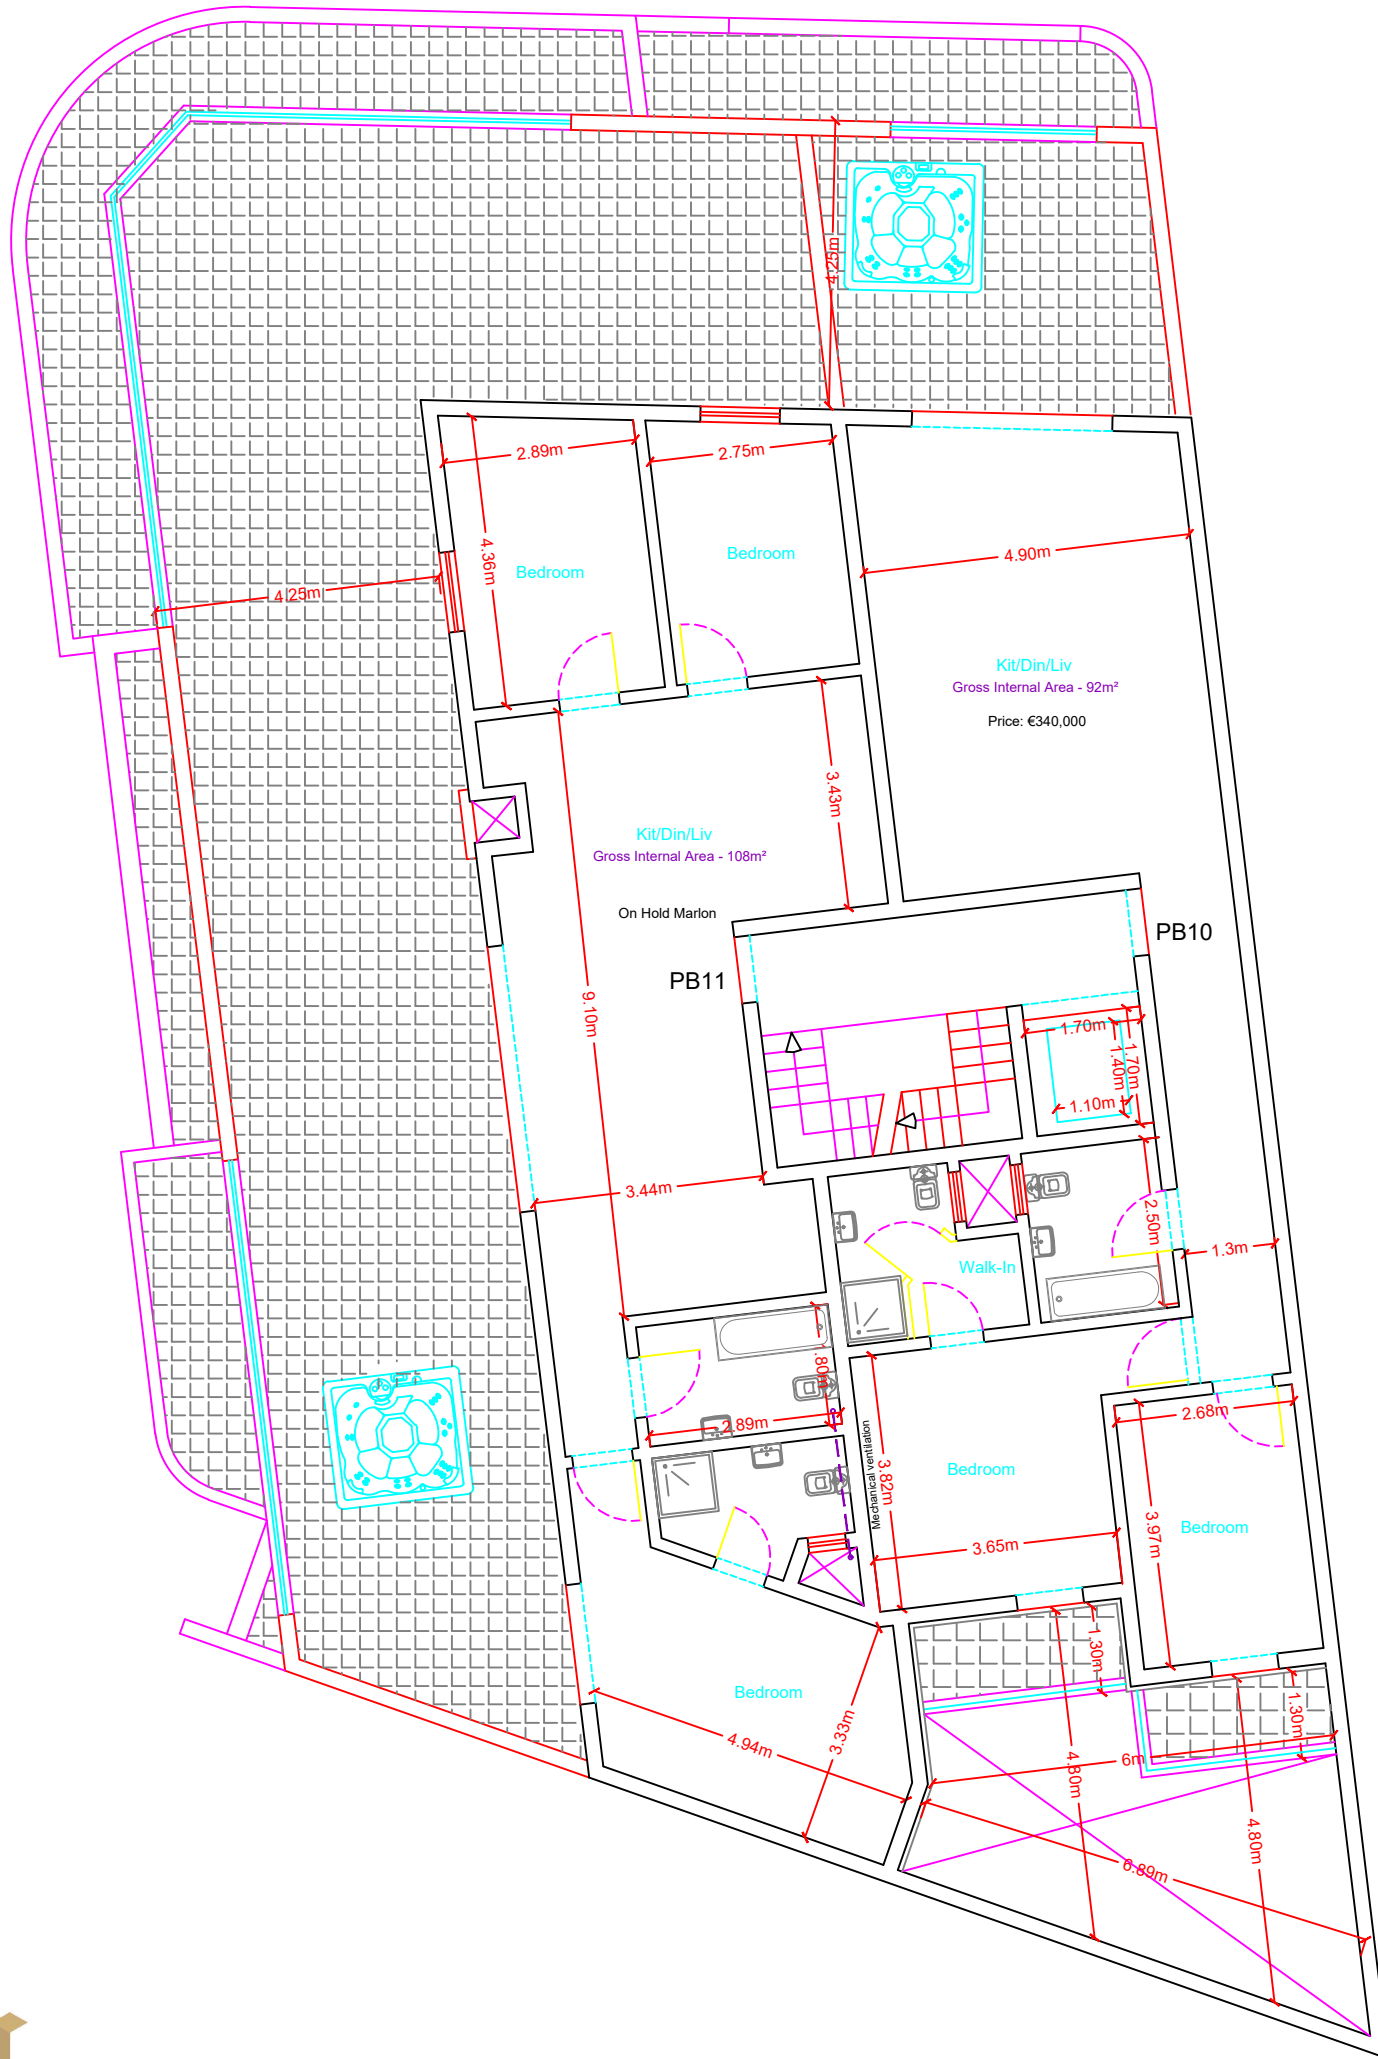 4.25m
2.89m
2.75m
4.36m
Bedroom
Bedroom
4.90m
4.25m
Kit/Din/Liv
Gross Internal Area - 92m²
Price: €340,000
3.43m
Kit/Din/Liv
Gross Internal Area - 108m²
On Hold Marlon
PB10
PB11
9.10m
1.70m
1.70m
1.40m
1.10m
3.44m
2.50m
1.3m
Walk-In
.80m
2.89m
2.68m
Mechanical ventilation
3.82m
Bedroom
3.97m
Bedroom
3.65m
1.30m
Bedroom
1.30m
4.94m
3.33m
6m
4.80m
4.80m
6.89m